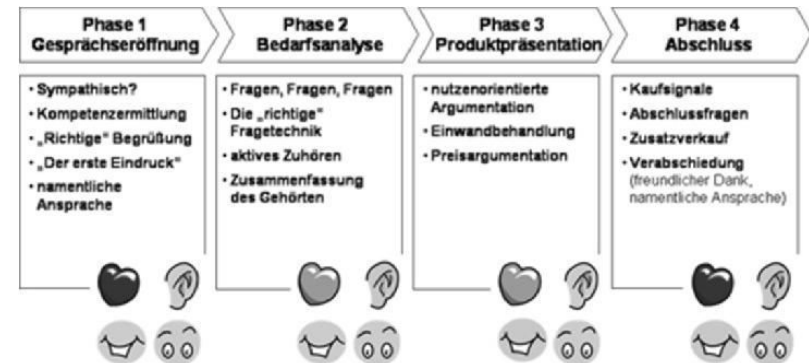 Phase 1
Gesprächseröffnung
• Sympathisch?
• Kompetenzermittlung
• „Richtige" Begrüßung
• „Der erste Eindruck"
• namentliche
Ansprache
Phase 2
Bedarfsanalyse
• Fragen, Fragen, Fragen
• Die „richtige"
Fragetechnik
• aktives Zuhören
• Zusammenfassung
des Gehörten
Phase 3
Produktpräsentation
• nutzenorientierte
Argumentation
• Einwandbehandlung
• Preisargumentation
Phase 4
Abschluss
• Kaufsignale
• Abschlussfragen
• Zusatzverkauf
• Verabschiedung
(freundlicher Dank,
namentliche Ansprache)